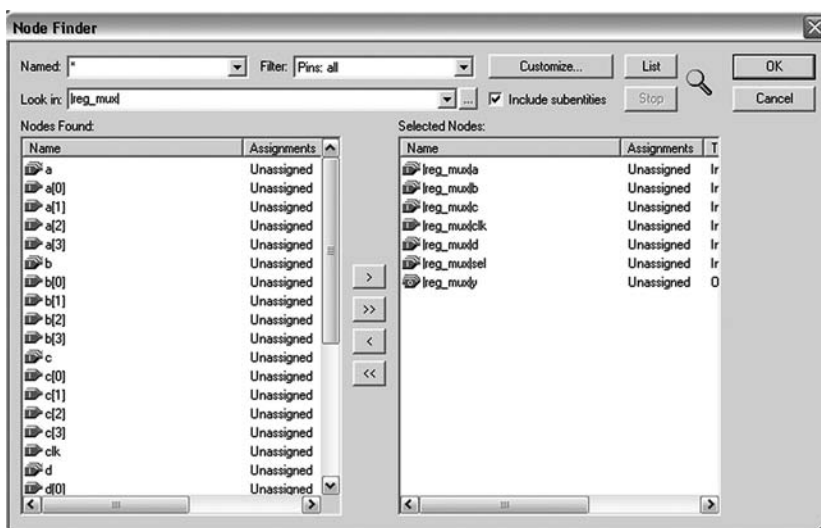 Node Finder
Named: * Filter: Pins: all Customize... List OK
Look in: |reg_mux| ... Include subentities Stop Cancel
Nodes Found: Selected Nodes:
Name Assignments Name Assignments T
a Unassigned |reg_mux|a Unassigned Ir
a[0] Unassigned |reg_mux|b Unassigned Ir
a[1] Unassigned |reg_mux|c Unassigned Ir
a[2] Unassigned |reg_mux|clk Unassigned Ir
a[3] Unassigned |reg_mux|d Unassigned Ir
b Unassigned |reg_mux|sel Unassigned Ir
b[0] Unassigned > |reg_mux|y Unassigned O
b[1] Unassigned
b[2] Unassigned >>
b[3] Unassigned <
c Unassigned
c[0] Unassigned <<
c[1] Unassigned
c[2] Unassigned
c[3] Unassigned
clk Unassigned
d Unassigned
d[0] Unassigned